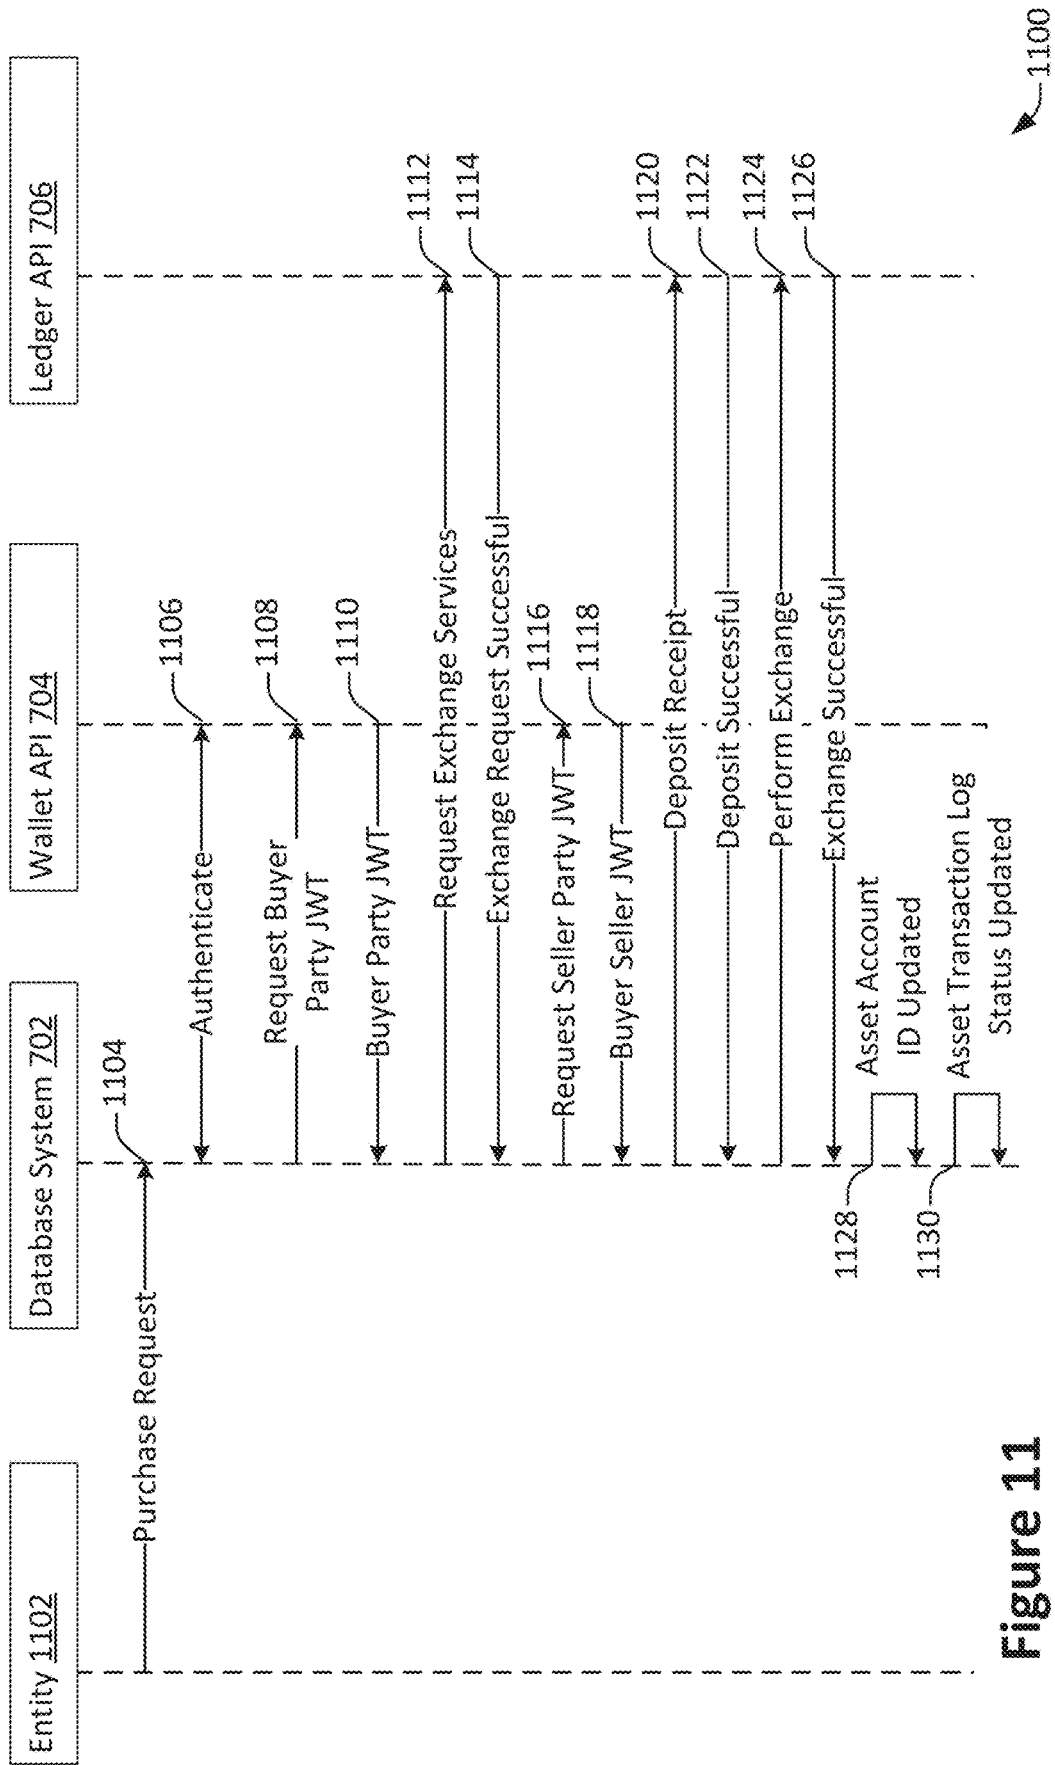 Entity 1102
Database System 702
Wallet API 704
Ledger API 706
1104
Purchase Request
1106
Authenticate
1108
Request Buyer
Party JWT
1110
Buyer Party JWT
1112
Request Exchange Services
1114
Exchange Request Successful
1116
Request Seller Party JWT
1118
Buyer Seller JWT
1120
Deposit Receipt
1122
Deposit Successful
1124
Perform Exchange
1126
Exchange Successful
1128
Asset Account
ID Updated
1130
Asset Transaction Log
Status Updated
Figure 11
1100